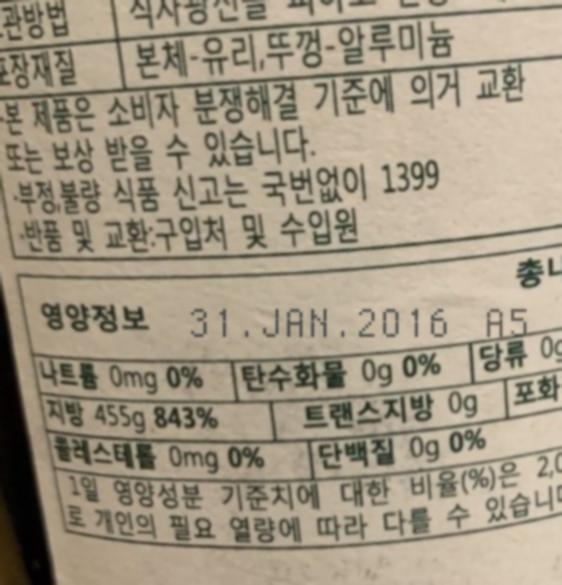 관방법 식사광선을 피하고
포장재질 본체-유리,뚜껑-알루미늄
본 제품은 소비자 분쟁해결 기준에 의거 교환
또는 보상 받을 수 있습니다.
·부정,불량 식품 신고는 국번없이 1399
·반품 및 교환:구입처 및 수입원
총나
영양정보 31.JAN.2016 A5
나트륨 0mg 0% 탄수화물 0g 0% 당류 0g
지방 455g 843% 트랜스지방 0g 포화
콜레스테롤 0mg 0% 단백질 0g 0%
1일 영양성분 기준치에 대한 비율(%)은 2,0
로 개인의 필요 열량에 따라 다를 수 있습니다